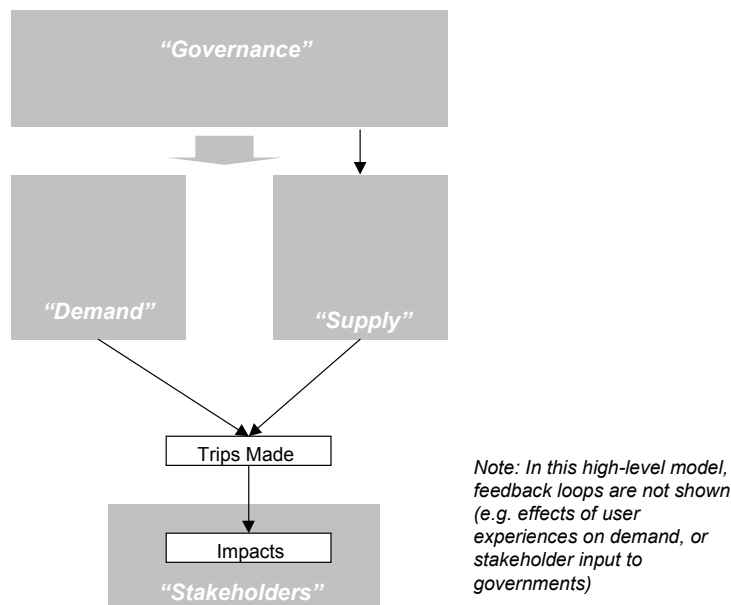 “Governance”
“Demand”
“Supply”
Trips Made
Note: In this high-level model,
feedback loops are not shown
(e.g. effects of user
experiences on demand, or
stakeholder input to
governments)
Impacts
“Stakeholders”